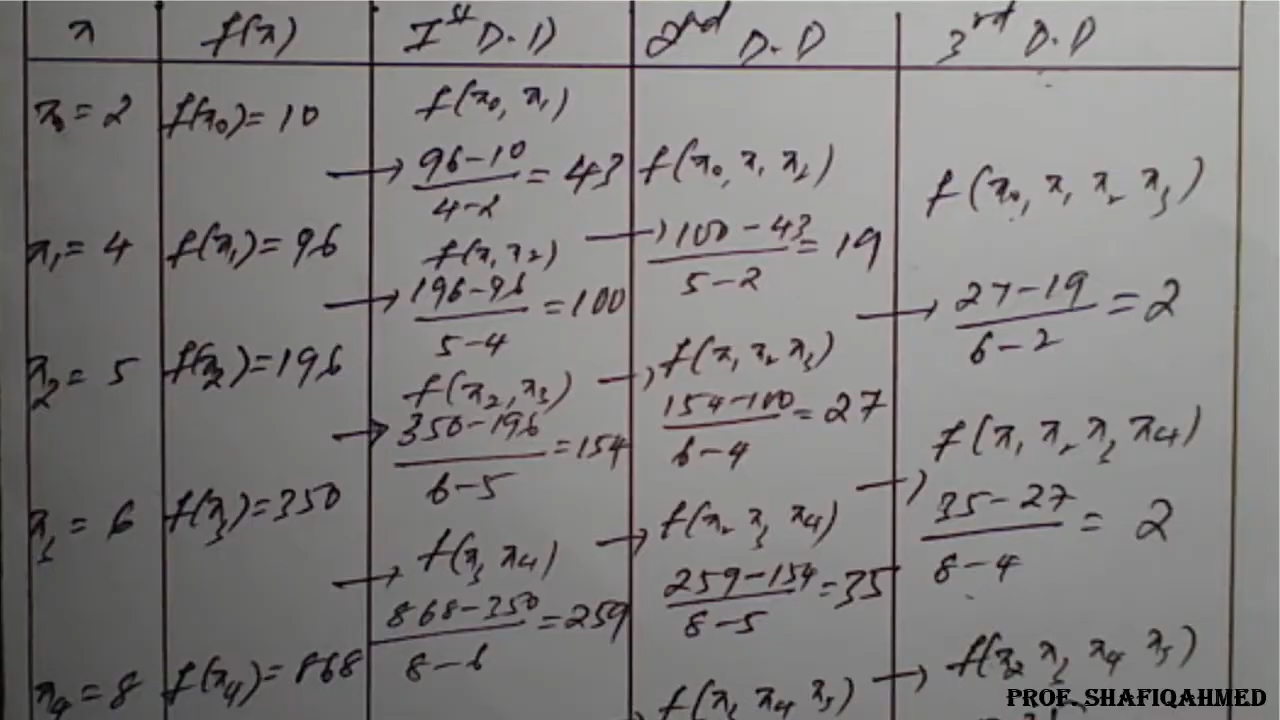 x f(x) Ist D.D 2nd D.D 3rd D.D
x0 = 2 f(x0) = 10 f(x0, x1)
→ 96-10 / 4-2 = 43 f(x0, x1 x2) f(x0, x1 x2 x3)
x1 = 4 f(x1) = 96 f(x1, x2) → 100-43 / 5-2 = 19
→ 196-96 / 5-4 = 100 → 27-19 / 6-2 = 2
x2 = 5 f(x2) = 196 f(x2, x3) → f(x1 x2 x3)
→ 350-196 / 6-5 = 154 154-100 / 6-4 = 27 f(x1 x2 x3 x4)
x3 = 6 f(x3) = 350 f(x3 x4) → f(x2 x3 x4) → 35-27 / 8-4 = 2
→ 868-350 / 8-6 = 259 259-154 / 8-5 = 35
x4 = 8 f(x4) = 868 f(x3 x4 x5) → f(x2 x3 x4 x5)
PROF. SHAFIQAHMED